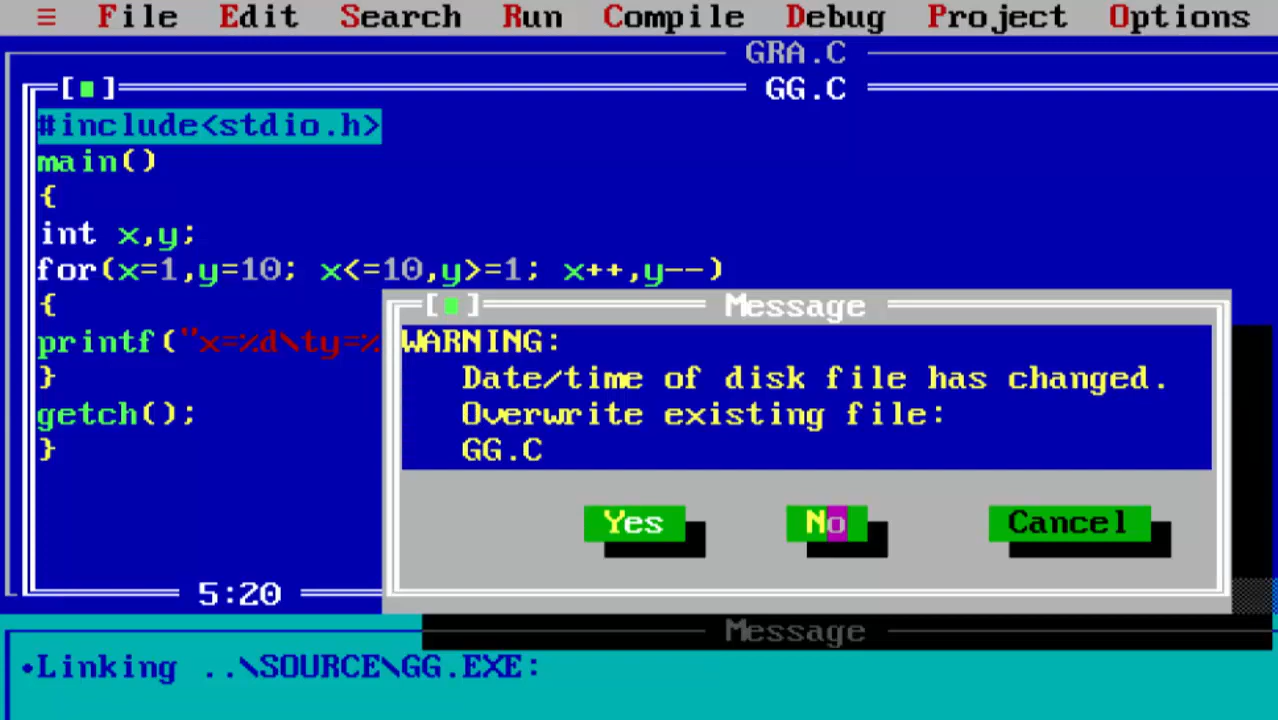 ≡ File Edit Search Run Compile Debug Project Options
GRA.C
[■] GG.C
#include<stdio.h>
main()
{
int x,y;
for(x=1,y=10; x<=10,y>=1; x++,y--)
{
printf("x=%d\ty=%
}
getch();
}
[■] Message
WARNING:
Date/time of disk file has changed.
Overwrite existing file:
GG.C
Yes No Cancel
5:20
Message
•Linking ..\SOURCE\GG.EXE: